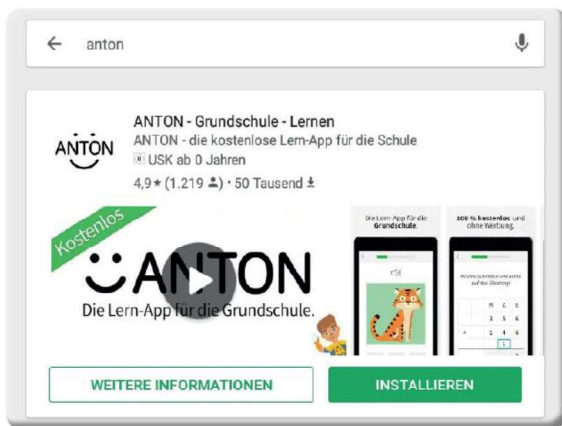 anton
ANTON
ANTON - Grundschule - Lernen
ANTON - die kostenlose Lern-App für die Schule
0 USK ab 0 Jahren
4,9★ (1.219) • 50 Tausend
Kostenlos
ANTON
Die Lern-App für die Grundschule.
Die Lern-App für die
Grundschule.
100 % kostenlos und
ohne Werbung.
WEITERE INFORMATIONEN
INSTALLIEREN